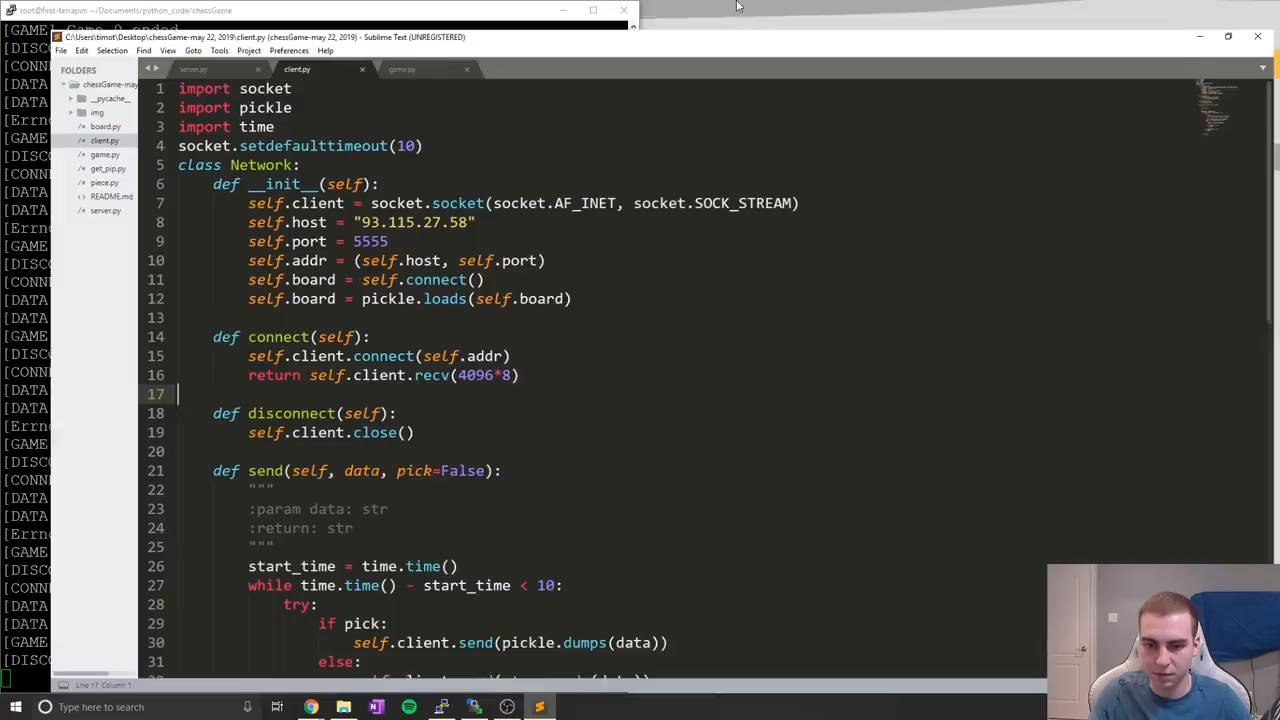 root@first-terrapin: ~/Documents/python_code/chessGame
[GAME] Game 0 ended
C:\Users\timot\Desktop\chessGame-may 22, 2019\client.py (chessGame-may 22, 2019) - Sublime Text (UNREGISTERED)
File Edit Selection Find View Goto Tools Project Preferences Help
FOLDERS
chessGame-may
__pycache__
img
board.py
client.py
game.py
get_pip.py
piece.py
README.md
server.py
server.py client.py game.py
1 import socket
2 import pickle
3 import time
4 socket.setdefaulttimeout(10)
5 class Network:
6 def __init__(self):
7 self.client = socket.socket(socket.AF_INET, socket.SOCK_STREAM)
8 self.host = "93.115.27.58"
9 self.port = 5555
10 self.addr = (self.host, self.port)
11 self.board = self.connect()
12 self.board = pickle.loads(self.board)
13
14 def connect(self):
15 self.client.connect(self.addr)
16 return self.client.recv(4096*8)
17
18 def disconnect(self):
19 self.client.close()
20
21 def send(self, data, pick=False):
22 """
23 :param data: str
24 :return: str
25 """
26 start_time = time.time()
27 while time.time() - start_time < 10:
28 try:
29 if pick:
30 self.client.send(pickle.dumps(data))
31 else:
[DISCO
[CONN
[DATA
[DATA
[Errn
[GAME
[DISC
[CONN
[DATA
[DATA
[Errn
[GAME
[DISC
[CONN
[DATA
[DATA
[Errn
[GAME
[DISC
[CONN
[DATA
[DATA
[Errn
[GAME
[DISC
[CONN
[DATA
[DATA
[Errn
[GAME
[DISC
[CONN
[DATA
[DATA
[GAME
[DISC
Line 17, Column 1
Type here to search